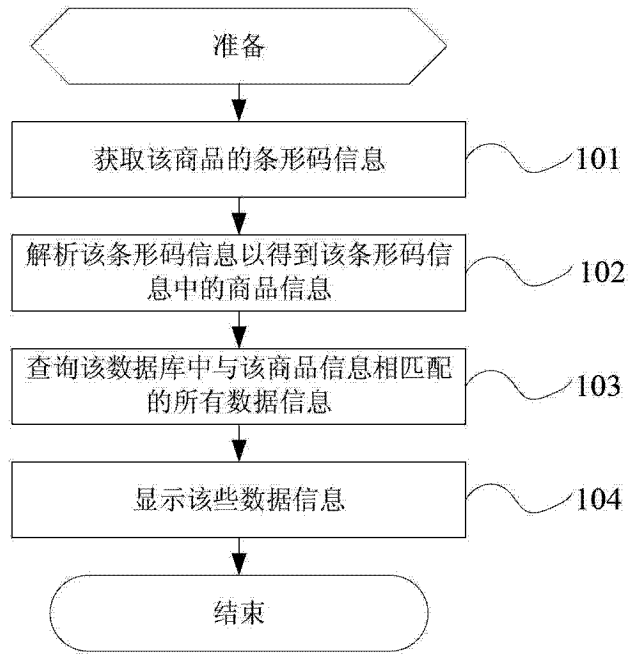 准备
获取该商品的条形码信息
101
解析该条形码信息以得到该条形码信
息中的商品信息
102
查询该数据库中与该商品信息相匹配
的所有数据信息
103
显示该些数据信息
104
结束